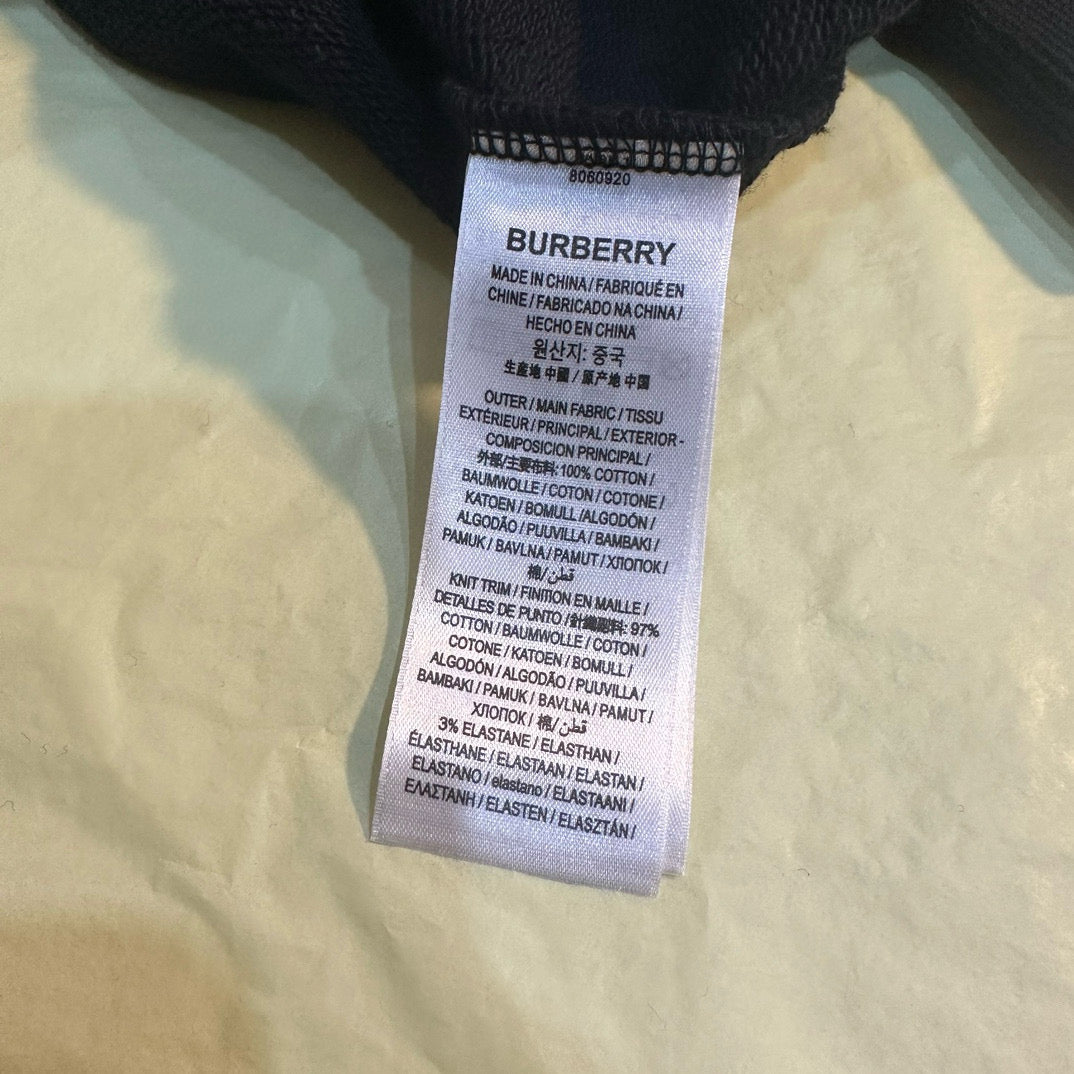 8060920
BURBERRY
MADE IN CHINA / FABRIQUÉ EN
CHINE / FABRICADO NA CHINA /
HECHO EN CHINA
원산지: 중국
生産地 中國 / 原产地 中国
OUTER / MAIN FABRIC / TISSU
EXTÉRIEUR / PRINCIPAL / EXTERIOR -
COMPOSICION PRINCIPAL /
外部/主要布料: 100% COTTON /
BAUMWOLLE / COTON / COTONE /
KATOEN / BOMULL /ALGODÓN /
ALGODÃO / PUUVILLA / BAMBAKI /
PAMUK / BAVLNA / PAMUT / ХЛОПОК /
棉/ قطن
KNIT TRIM / FINITION EN MAILLE /
DETALLES DE PUNTO / 97%
COTTON / BAUMWOLLE / COTON /
COTONE / KATOEN / BOMULL /
ALGODÓN / ALGODÃO / PUUVILLA /
BAMBAKI / PAMUK / BAVLNA / PAMUT /
ХЛОПОК / 棉/ قطن
3% ELASTANE / ELASTHAN /
ÉLASTHANE / ELASTAAN / ELASTAN /
ELASTANO / elastano / ELASTAANI /
ΕΛΑΣΤΑΝΗ / ELASTEN / ELASZTÁN /